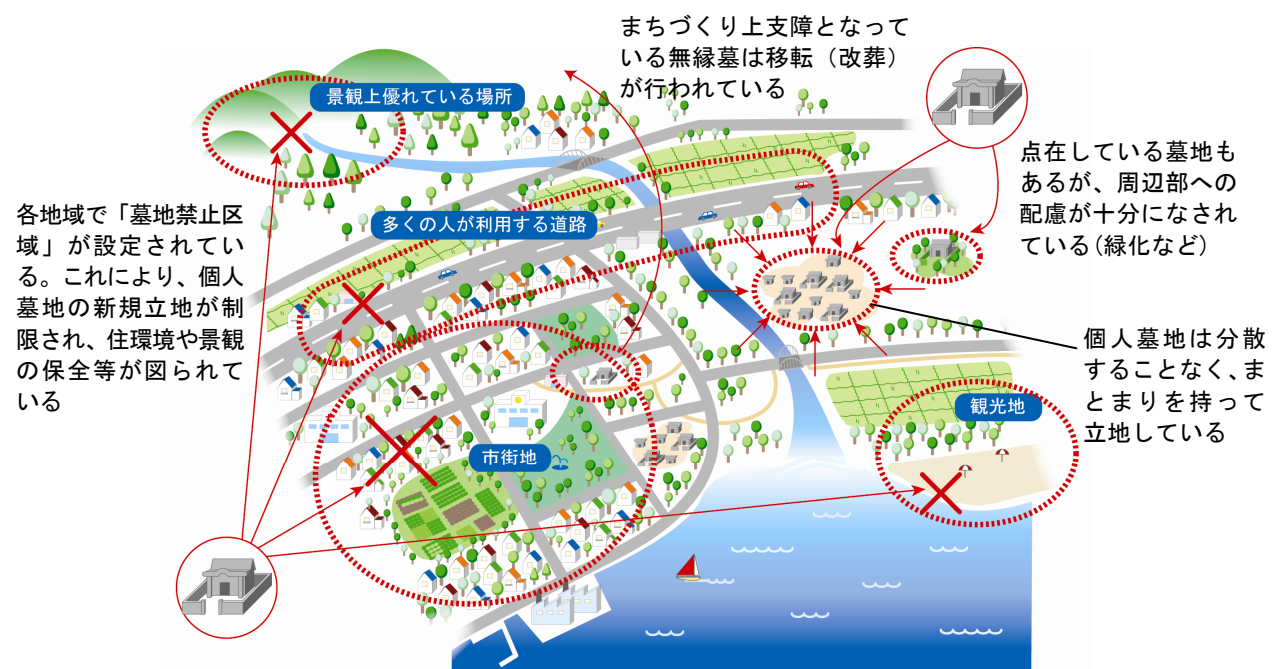 まちづくり上支障となって
いる無縁墓は移転（改葬）
が行われている
景観上優れている場所
点在している墓地も
あるが、周辺部への
配慮が十分になされ
ている（緑化など）
各地域で「墓地禁止区
域」が設定されてい
る。これにより、個人
墓地の新規立地が制
限され、住環境や景観
の保全等が図られて
いる
多くの人が利用する道路
個人墓地は分散
することなく、ま
とまりを持って
立地している
観光地
市街地